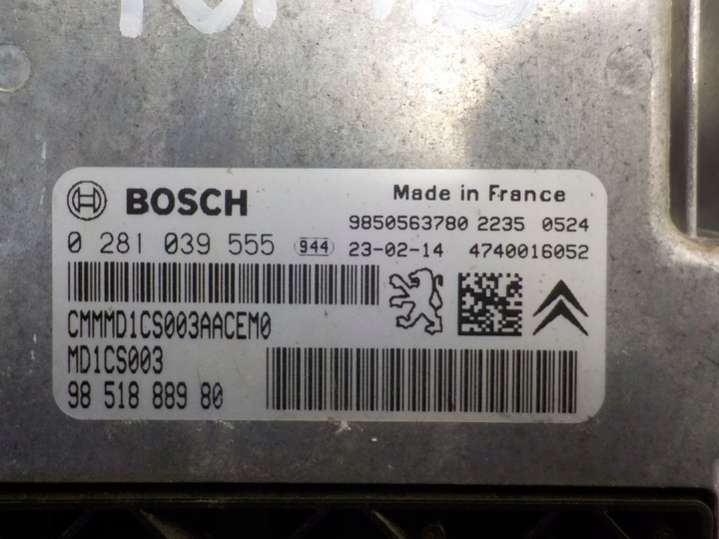 BOSCH
Made in France
9850563780 2235 0524
0 281 039 555 944 23-02-14 4740016052
CMMMD1CS003AACEM0
MD1CS003
98 518 889 80